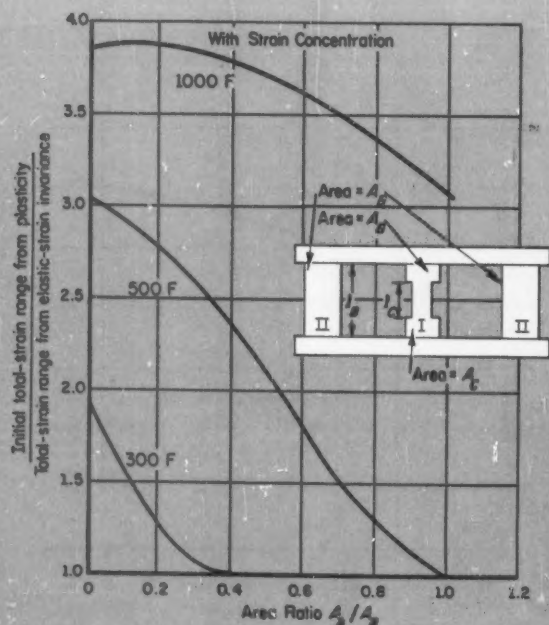 4.0
With Strain Concentration
1000 F
3.5
Area =
Area =
3.0
500 F
II
I
II
2.5
Area =
2.0
300 F
1.5
1.0
Initial total-strain range from plasticity
Total-strain range from elastic-strain invariance
0 0.2 0.4 0.6 0.8 1.0 1.2
Area Ratio